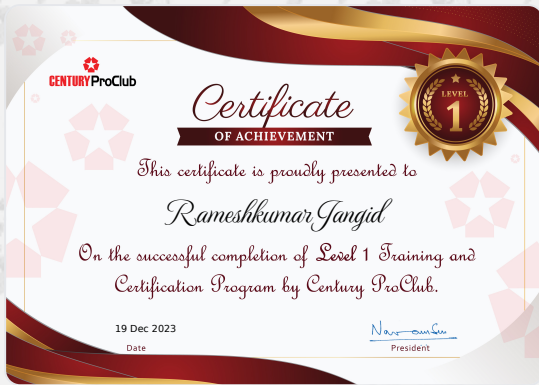 CENTURY ProClub
Certificate
OF ACHIEVEMENT
LEVEL
1
This certificate is proudly presented to
Rameshkumar Jangid
On the successful completion of Level 1 Training and
Certification Program by Century ProClub.
19 Dec 2023
Date
President